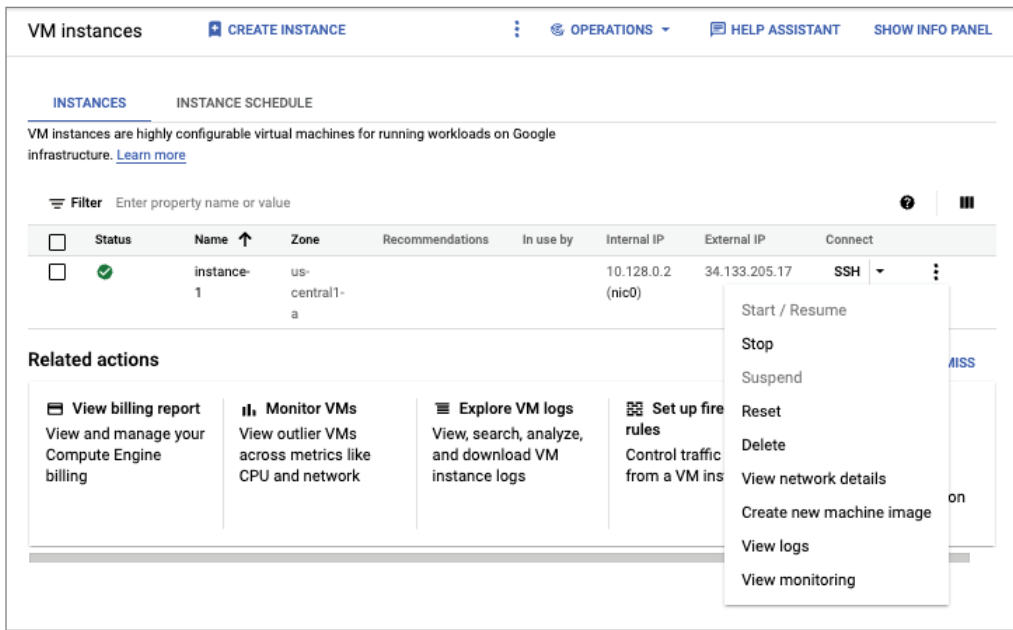 VM instances CREATE INSTANCE OPERATIONS HELP ASSISTANT SHOW INFO PANEL
INSTANCES INSTANCE SCHEDULE
VM instances are highly configurable virtual machines for running workloads on Google
infrastructure. Learn more
Filter Enter property name or value
Status Name Zone Recommendations In use by Internal IP External IP Connect
instance- us- 10.128.0.2 34.133.205.17 SSH
1 central1- (nic0)
a
Start / Resume
Stop
Suspend
Reset
Delete
View network details
Create new machine image
View logs
View monitoring
Related actions MISS
View billing report
View and manage your
Compute Engine
billing
Monitor VMs
View outlier VMs
across metrics like
CPU and network
Explore VM logs
View, search, analyze,
and download VM
instance logs
Set up fire
rules
Control traffic
from a VM ins
on